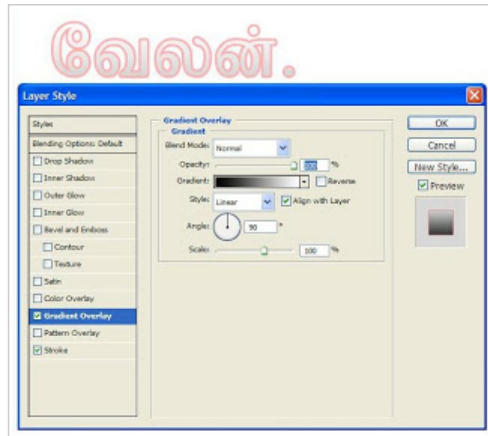 வேலன்.
Layer Style
Styles
Blending Options: Default
Drop Shadow
Inner Shadow
Outer Glow
Inner Glow
Bevel and Emboss
Contour
Texture
Satin
Color Overlay
Gradient Overlay
Pattern Overlay
Stroke
Gradient Overlay
Gradient
Blend Mode: Normal
Opacity: 100 %
Gradient: Reverse
Style: Linear Align with Layer
Angle: 90 °
Scale: 100 %
OK
Cancel
New Style...
Preview